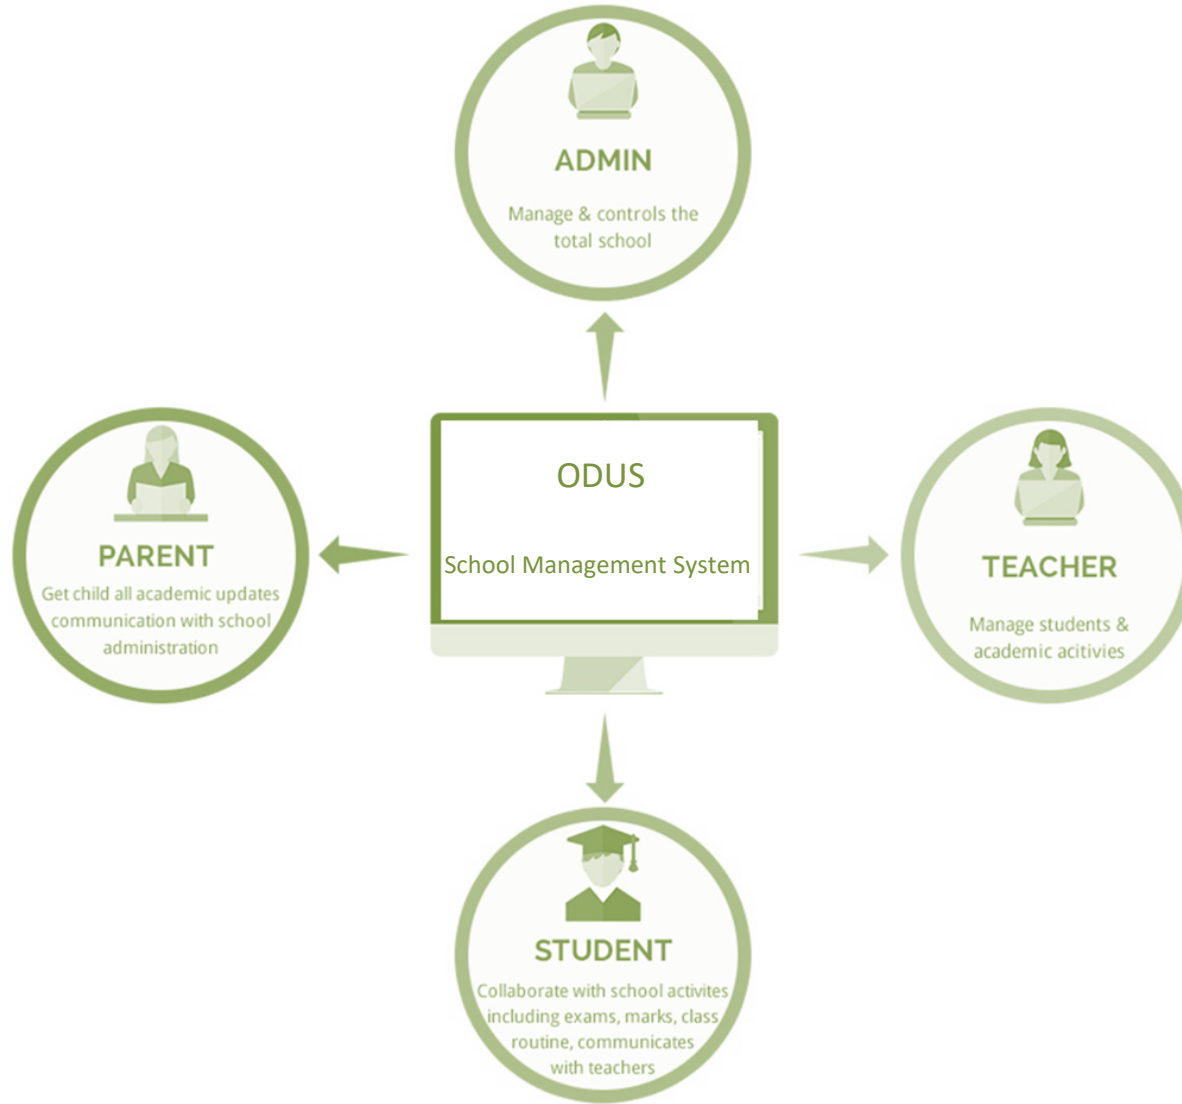 ADMIN
Manage & controls the
total school
ODUS
School Management System
PARENT
Get child all academic updates
communication with school
administration
TEACHER
Manage students &
academic acitivies
STUDENT
Collaborate with school activites
including exams, marks, class
routine, communicates
with teachers